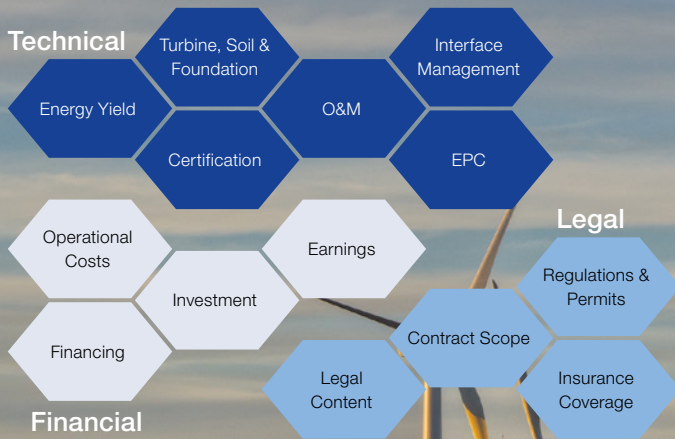 Technical
Turbine, Soil &
Foundation
Interface
Management
Energy Yield
O&M
Certification
EPC
Operational
Costs
Earnings
Investment
Financing
Financial
Legal
Regulations &
Permits
Contract Scope
Legal
Content
Insurance
Coverage